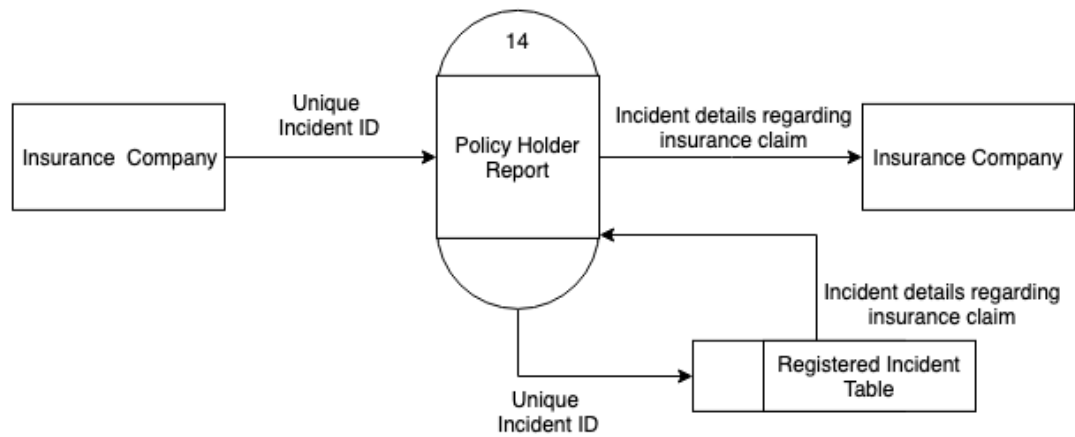 14
Unique
Incident ID
Insurance Company
Policy Holder
Report
Incident details regarding
insurance claim
Insurance Company
Incident details regarding
insurance claim
Registered Incident
Table
Unique
Incident ID